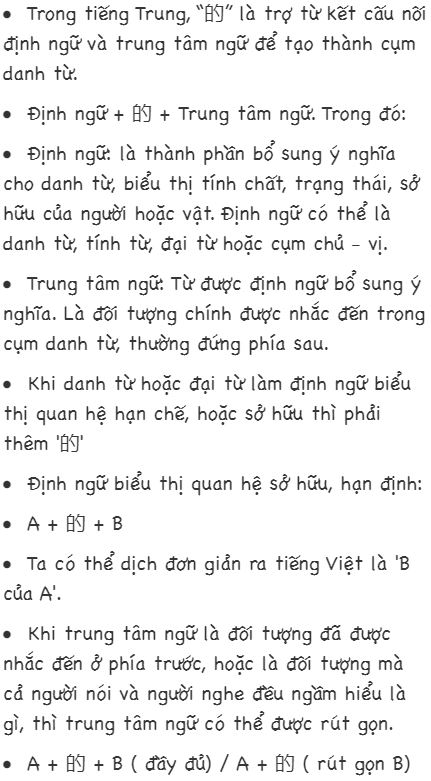 • Trong tiếng Trung, “的” là trợ từ kết cấu nối
định ngữ và trung tâm ngữ để tạo thành cụm
danh từ.
• Định ngữ + 的 + Trung tâm ngữ. Trong đó:
• Định ngữ: là thành phần bổ sung ý nghĩa
cho danh từ, biểu thị tính chất, trạng thái, sở
hữu của người hoặc vật. Định ngữ có thể là
danh từ, tính từ, đại từ hoặc cụm chủ – vị.
• Trung tâm ngữ: Từ được định ngữ bổ sung ý
nghĩa. Là đối tượng chính được nhắc đến trong
cụm danh từ, thường đứng phía sau.
• Khi danh từ hoặc đại từ làm định ngữ biểu
thị quan hệ hạn chế, hoặc sở hữu thì phải
thêm '的'
• Định ngữ biểu thị quan hệ sở hữu, hạn định:
• A + 的 + B
• Ta có thể dịch đơn giản ra tiếng Việt là 'B
của A'.
• Khi trung tâm ngữ là đối tượng đã được
nhắc đến ở phía trước, hoặc là đối tượng mà
cả người nói và người nghe đều ngầm hiểu là
gì, thì trung tâm ngữ có thể được rút gọn.
• A + 的 + B ( đầy đủ) / A + 的 ( rút gọn B)